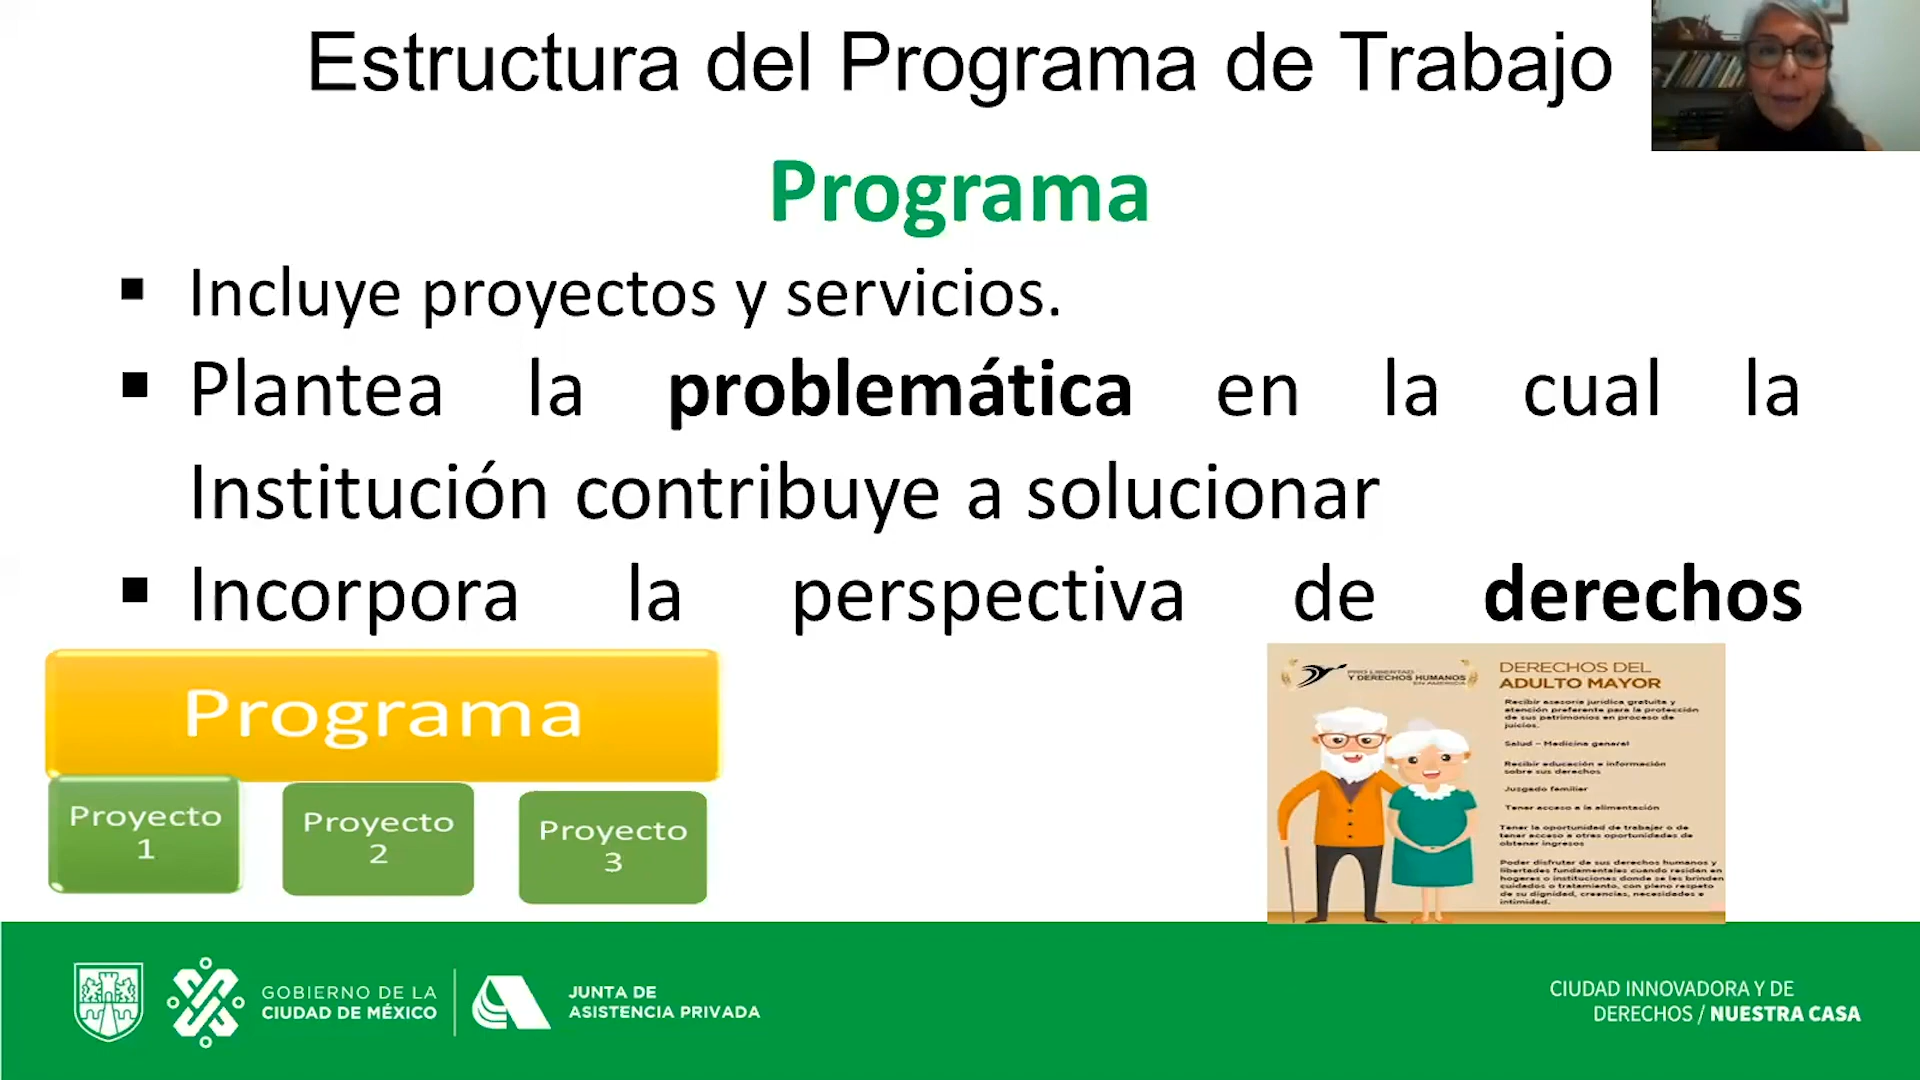 Estructura del Programa de Trabajo
Programa
▪ Incluye proyectos y servicios.
▪ Plantea la problemática en la cual la
Institución contribuye a solucionar
▪ Incorpora la perspectiva de derechos
Programa
Proyecto
1
Proyecto
2
Proyecto
3
PRO LIBERTAD
Y DERECHOS HUMANOS
EN AMERICA
DERECHOS DEL
ADULTO MAYOR
Recibir asesoria jurídica gratuita y
atención preferente para la protección
de sus patrimonios en proceso de
juicios.
Salud – Medicina general
Recibir educación e información
sobre sus derechos
Juzgado familiar
Tener acceso a la alimentación
Tener la oportunidad de trabajar o de
tener acceso a otras oportunidades de
obtener ingresos
Poder disfrutar de sus derechos humanos y
libertades fundamentales cuando residan en
hogares o instituciones donde se les brinden
cuidados o tratamiento, con pleno respeto
de su dignidad, creencias, necesidades e
intimidad.
GOBIERNO DE LA
CIUDAD DE MÉXICO
JUNTA DE
ASISTENCIA PRIVADA
CIUDAD INNOVADORA Y DE
DERECHOS / NUESTRA CASA